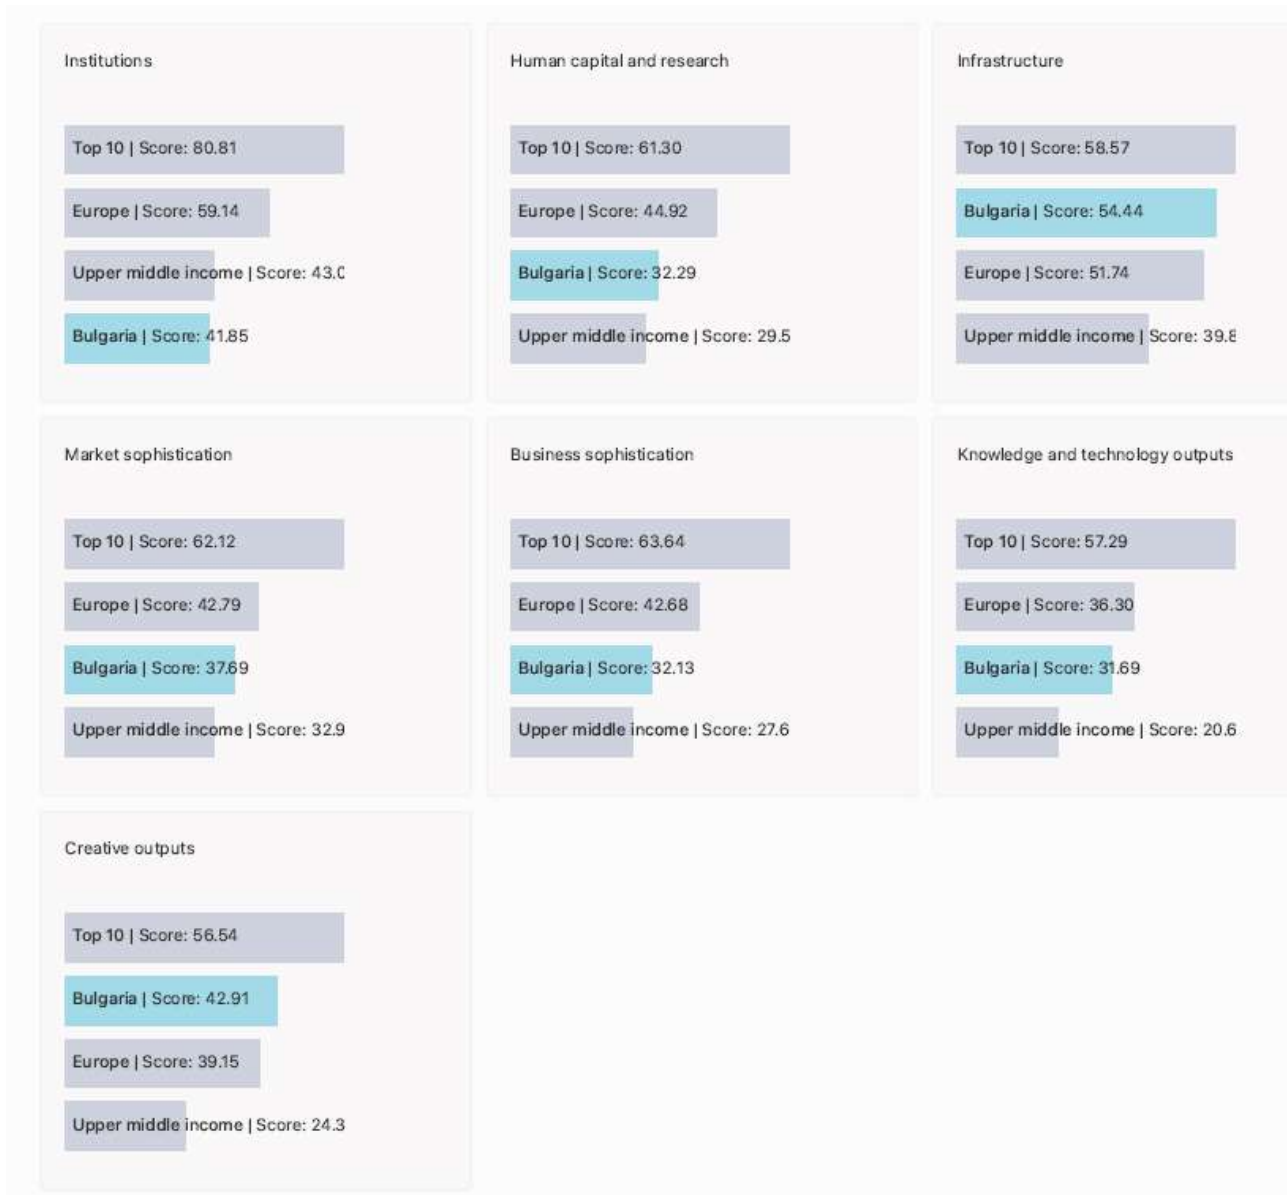 Institutions
Top 10 | Score: 80.81
Europe | Score: 59.14
Upper middle income | Score: 43.0
Bulgaria | Score: 41.85
Human capital and research
Top 10 | Score: 61.30
Europe | Score: 44.92
Bulgaria | Score: 32.29
Upper middle income | Score: 29.5
Infrastructure
Top 10 | Score: 58.57
Bulgaria | Score: 54.44
Europe | Score: 51.74
Upper middle income | Score: 39.8
Market sophistication
Top 10 | Score: 62.12
Europe | Score: 42.79
Bulgaria | Score: 37.69
Upper middle income | Score: 32.9
Business sophistication
Top 10 | Score: 63.64
Europe | Score: 42.68
Bulgaria | Score: 32.13
Upper middle income | Score: 27.6
Knowledge and technology outputs
Top 10 | Score: 57.29
Europe | Score: 36.30
Bulgaria | Score: 31.69
Upper middle income | Score: 20.6
Creative outputs
Top 10 | Score: 56.54
Bulgaria | Score: 42.91
Europe | Score: 39.15
Upper middle income | Score: 24.3